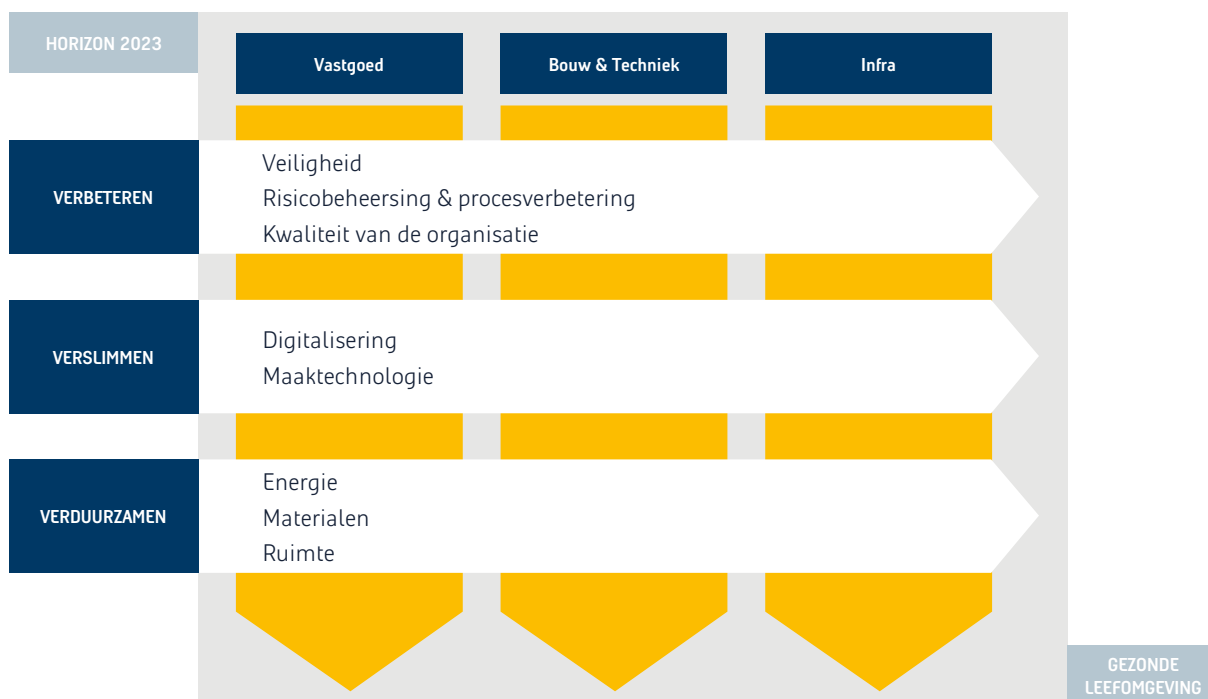 HORIZON 2023
Vastgoed
Bouw & Techniek
Infra
VERBETEREN
Veiligheid
Risicobeheersing & procesverbetering
Kwaliteit van de organisatie
VERSLIMMEN
Digitalisering
Maaktechnologie
VERDUURZAMEN
Energie
Materialen
Ruimte
GEZONDE
LEEFOMGEVING